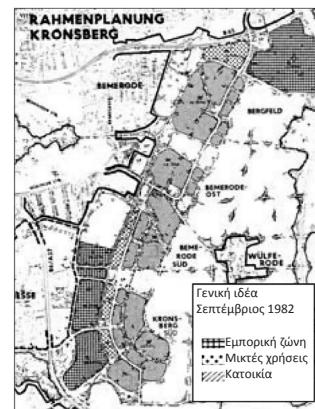 RAHMENPLANUNG
KRONSBERG
BEMERODE
BERGFELD
BEMERODE-
OST
WÜLFE-
RODE
BEME
RODE
SÜD
KRONS-
BERG
SÜD
Γενική ιδέα
Σεπτέμβριος 1982
Εμπορική ζώνη
Μικτές χρήσεις
Κατοικία